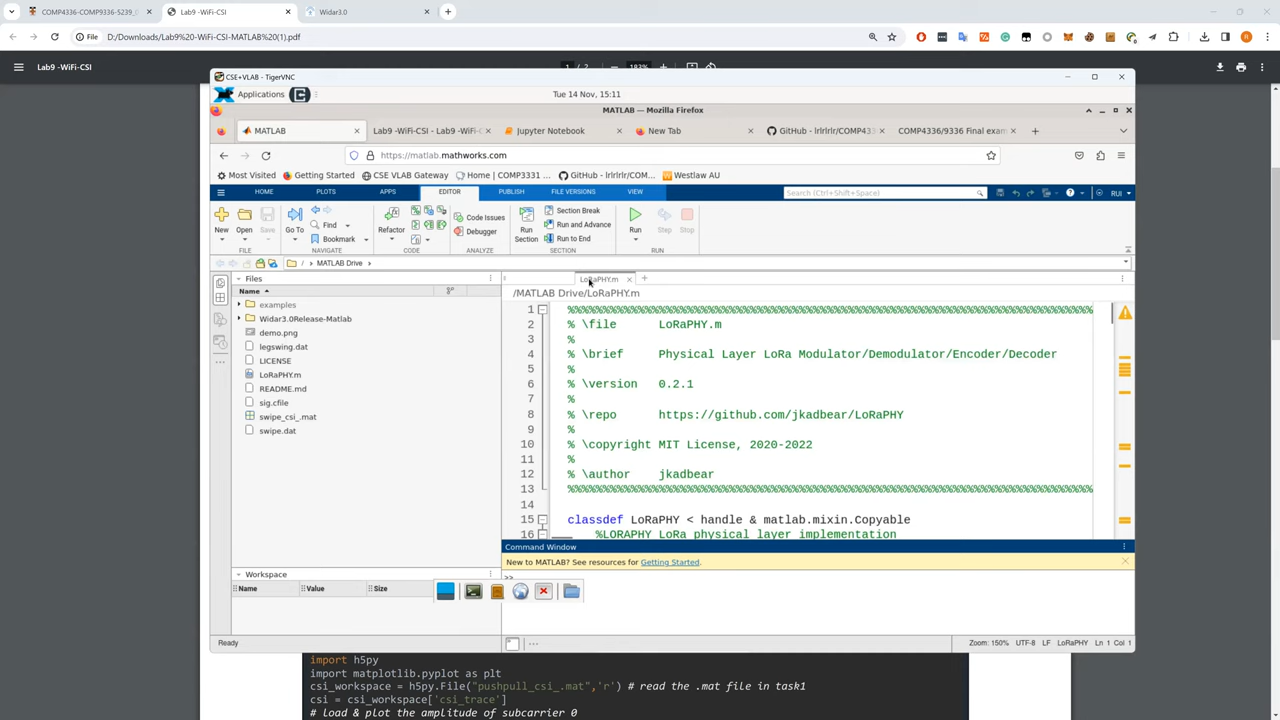 COMP4336-COMP9336-5239_0
Lab9 -WiFi-CSI
Widar3.0
File
D:/Downloads/Lab9%20-WiFi-CSI-MATLAB%20(1).pdf
Lab9 -WiFi-CSI
1 / 2
183%
CSE+VLAB - TigerVNC
Applications
Tue 14 Nov, 15:11
MATLAB — Mozilla Firefox
MATLAB
Lab9 -WiFi-CSI - Lab9 -WiFi-C
Jupyter Notebook
New Tab
GitHub - lrlrlrlr/COMP433
COMP4336/9336 Final exam
https://matlab.mathworks.com
Most Visited
Getting Started
CSE VLAB Gateway
Home | COMP3331 ...
GitHub - lrlrlrlr/COM...
Westlaw AU
HOME
PLOTS
APPS
EDITOR
PUBLISH
FILE VERSIONS
VIEW
Search (Ctrl+Shift+Space)
RUI
New
Open
Save
Go To
Find
Bookmark
Refactor
Code Issues
Debugger
Run Section
Section Break
Run and Advance
Run to End
Run
Step
Stop
FILE
NAVIGATE
CODE
ANALYZE
SECTION
RUN
/ MATLAB Drive
Files
Name
examples
Widar3.0Release-Matlab
demo.png
legswing.dat
LICENSE
LoRaPHY.m
README.md
sig.cfile
swipe_csi_.mat
swipe.dat
LoRaPHY.m
/MATLAB Drive/LoRaPHY.m
1 %%%%%%%%%%%%%%%%%%%%%%%%%%%%%%%%%%%%%%%%%%%%%%%%%%%%%%%%%%%%%%%%%%%%%%%%
2 % \file LoRaPHY.m
3 %
4 % \brief Physical Layer LoRa Modulator/Demodulator/Encoder/Decoder
5 %
6 % \version 0.2.1
7 %
8 % \repo https://github.com/jkadbear/LoRaPHY
9 %
10 % \copyright MIT License, 2020-2022
11 %
12 % \author jkadbear
13 %%%%%%%%%%%%%%%%%%%%%%%%%%%%%%%%%%%%%%%%%%%%%%%%%%%%%%%%%%%%%%%%%%%%%%%%
14
15 classdef LoRaPHY < handle & matlab.mixin.Copyable
16 %LORAPHY LoRa physical layer implementation
Command Window
New to MATLAB? See resources for Getting Started.
>>
Workspace
Name
Value
Size
Ready
Zoom: 150%
UTF-8
LF
LoRaPHY
Ln 1 Col 1
import h5py
import matplotlib.pyplot as plt
csi_workspace = h5py.File("pushpull_csi_.mat",'r') # read the .mat file in task1
csi = csi_workspace['csi_trace']
# load & plot the amplitude of subcarrier 0